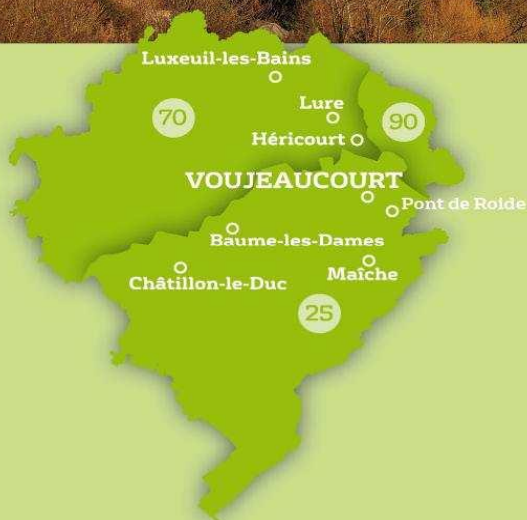 Luxeuil-les-Bains
70
Lure
90
Héricourt
VOUJEAUCOURT
Pont de Roide
Baume-les-Dames
Châtillon-le-Duc
Maîche
25